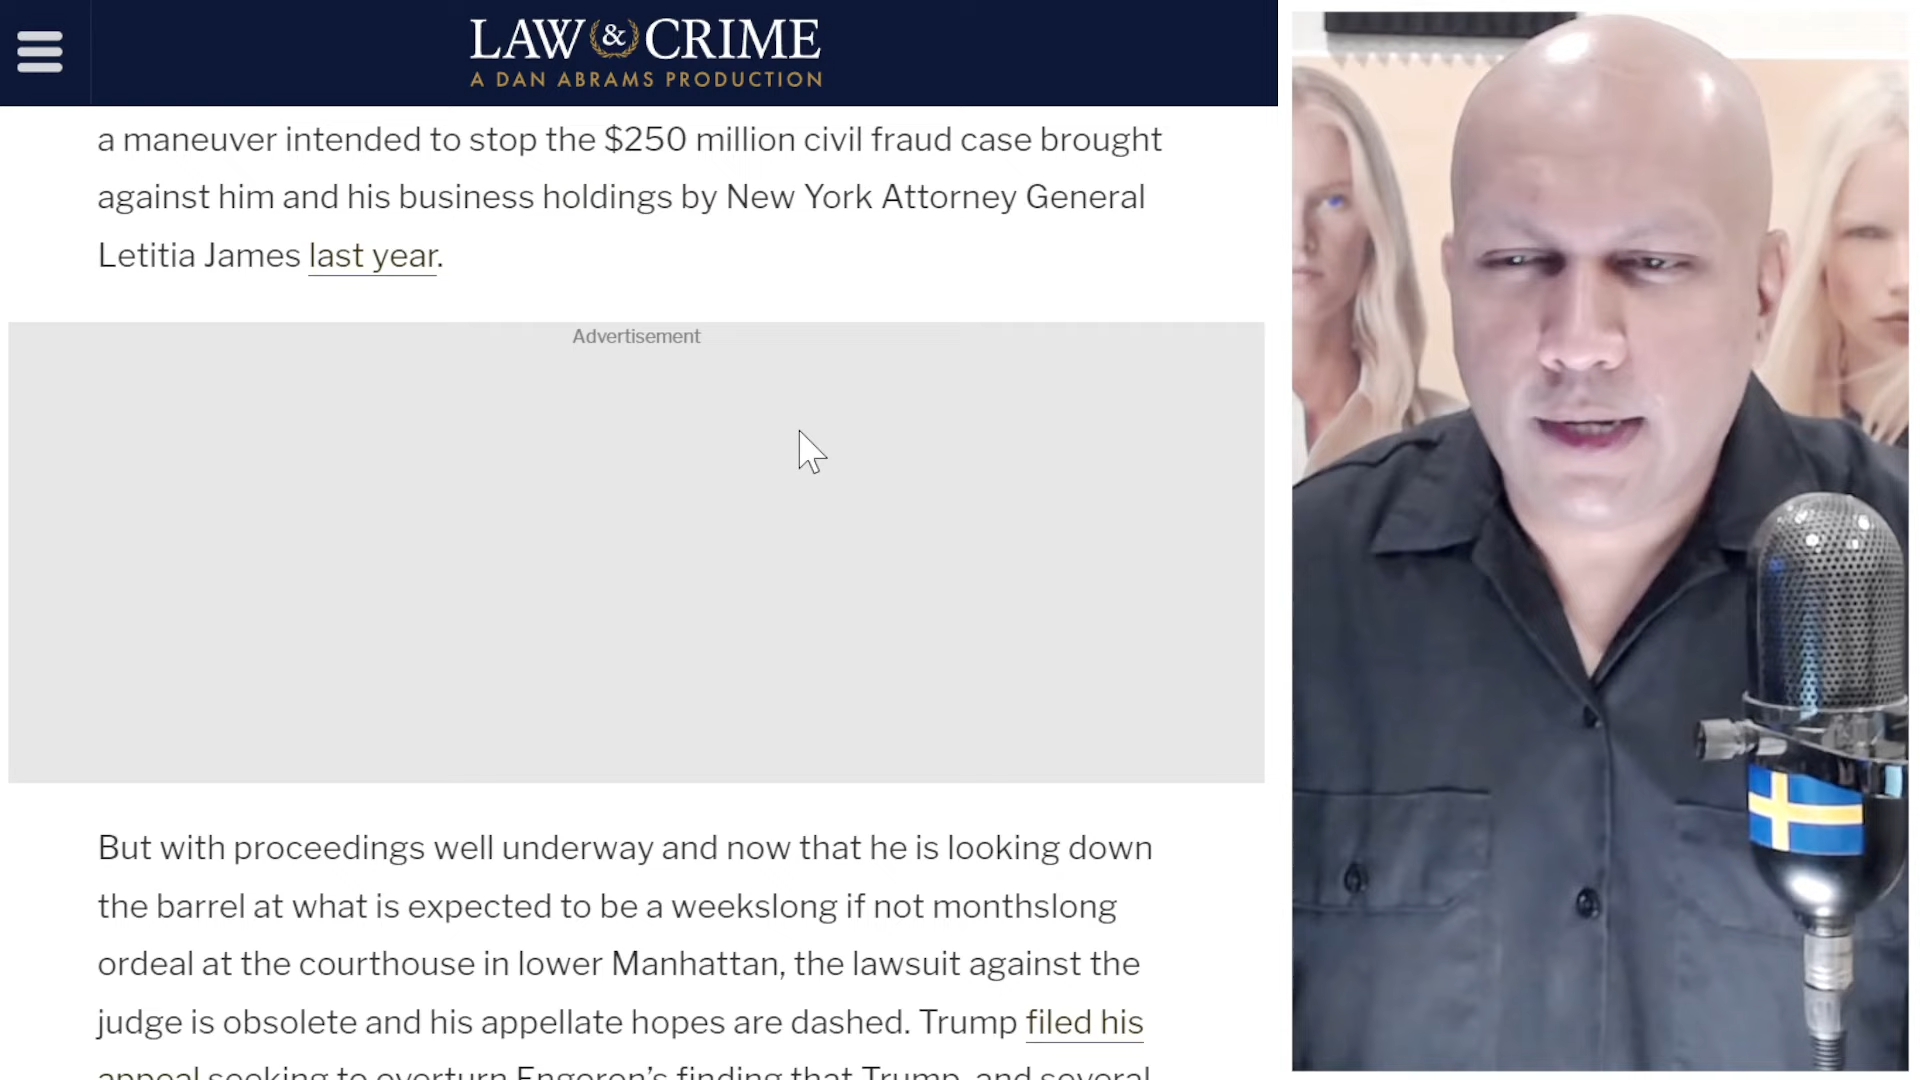 LAW & CRIME
A DAN ABRAMS PRODUCTION
a maneuver intended to stop the $250 million civil fraud case brought
against him and his business holdings by New York Attorney General
Letitia James last year.
Advertisement
But with proceedings well underway and now that he is looking down
the barrel at what is expected to be a weekslong if not monthslong
ordeal at the courthouse in lower Manhattan, the lawsuit against the
judge is obsolete and his appellate hopes are dashed. Trump filed his
appeal seeking to overturn Engoron's finding that Trump, and several